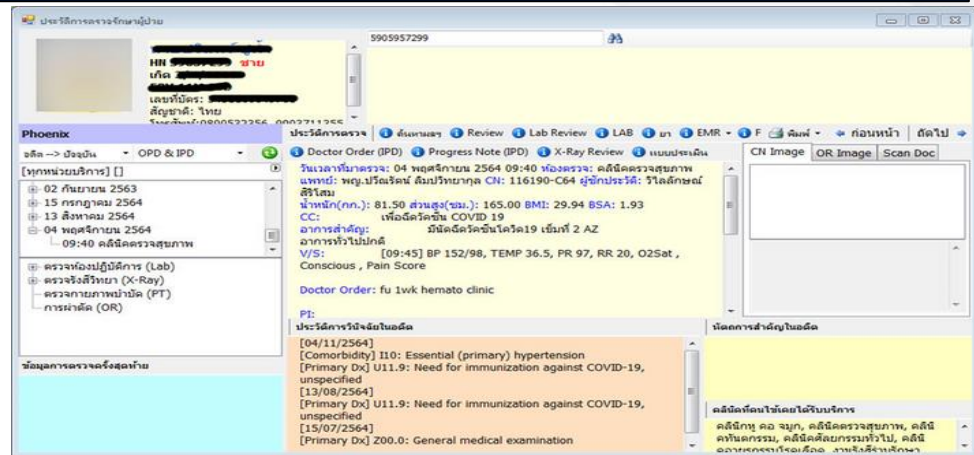 ประวัติการตรวจรักษาผู้ป่วย
5905957299
HN ชาย
เกิด
เลขที่บัตร:
สัญชาติ: ไทย
Phoenix
ประวัติการตรวจ ค้นหาผลฯ Review Lab Review LAB ยา EMR F พิมพ์ ก่อนหน้า ถัดไป
อดีต --> ปัจจุบัน OPD & IPD
Doctor Order (IPD) Progress Note (IPD) X-Ray Review แบบประเมิน
CN Image OR Image Scan Doc
[ทุกหน่วยบริการ] []
02 กันยายน 2563
15 กรกฎาคม 2564
13 สิงหาคม 2564
04 พฤศจิกายน 2564
09:40 คลินิคตรวจสุขภาพ
ตรวจห้องปฏิบัติการ (Lab)
ตรวจรังสีวิทยา (X-Ray)
ตรวจกายภาพบำบัด (PT)
การผ่าตัด (OR)
ข้อมูลการตรวจครั้งสุดท้าย
วันเวลาที่มาตรวจ: 04 พฤศจิกายน 2564 09:40 ห้องตรวจ: คลินิคตรวจสุขภาพ
แพทย์: พญ.ปวีณรัตน์ ลิมปวิทยากุล CN: 116190-C64 ผู้ซักประวัติ: วิไลลักษณ์
สิริโสม
น้ำหนัก(กก.): 81.50 ส่วนสูง(ซม.): 165.00 BMI: 29.94 BSA: 1.93
CC: เพื่อฉีดวัคซีน COVID 19
อาการสำคัญ: มีนัดฉีดวัคซีนโควิด19 เข็มที่ 2 AZ
อาการทั่วไปปกติ
V/S: [09:45] BP 152/98, TEMP 36.5, PR 97, RR 20, O2Sat ,
Conscious , Pain Score
Doctor Order: fu 1wk hemato clinic
PI:
ประวัติการวินิจฉัยในอดีต
[04/11/2564]
[Comorbidity] I10: Essential (primary) hypertension
[Primary Dx] U11.9: Need for immunization against COVID-19,
unspecified
[13/08/2564]
[Primary Dx] U11.9: Need for immunization against COVID-19,
unspecified
[15/07/2564]
[Primary Dx] Z00.0: General medical examination
หัตถการสำคัญในอดีต
คลินิคที่คนไข้เคยได้รับบริการ
คลินิกหู คอ จมูก, คลินิคตรวจสุขภาพ, คลินิ
คทันตกรรม, คลินิคศัลยกรรมทั่วไป, คลินิ